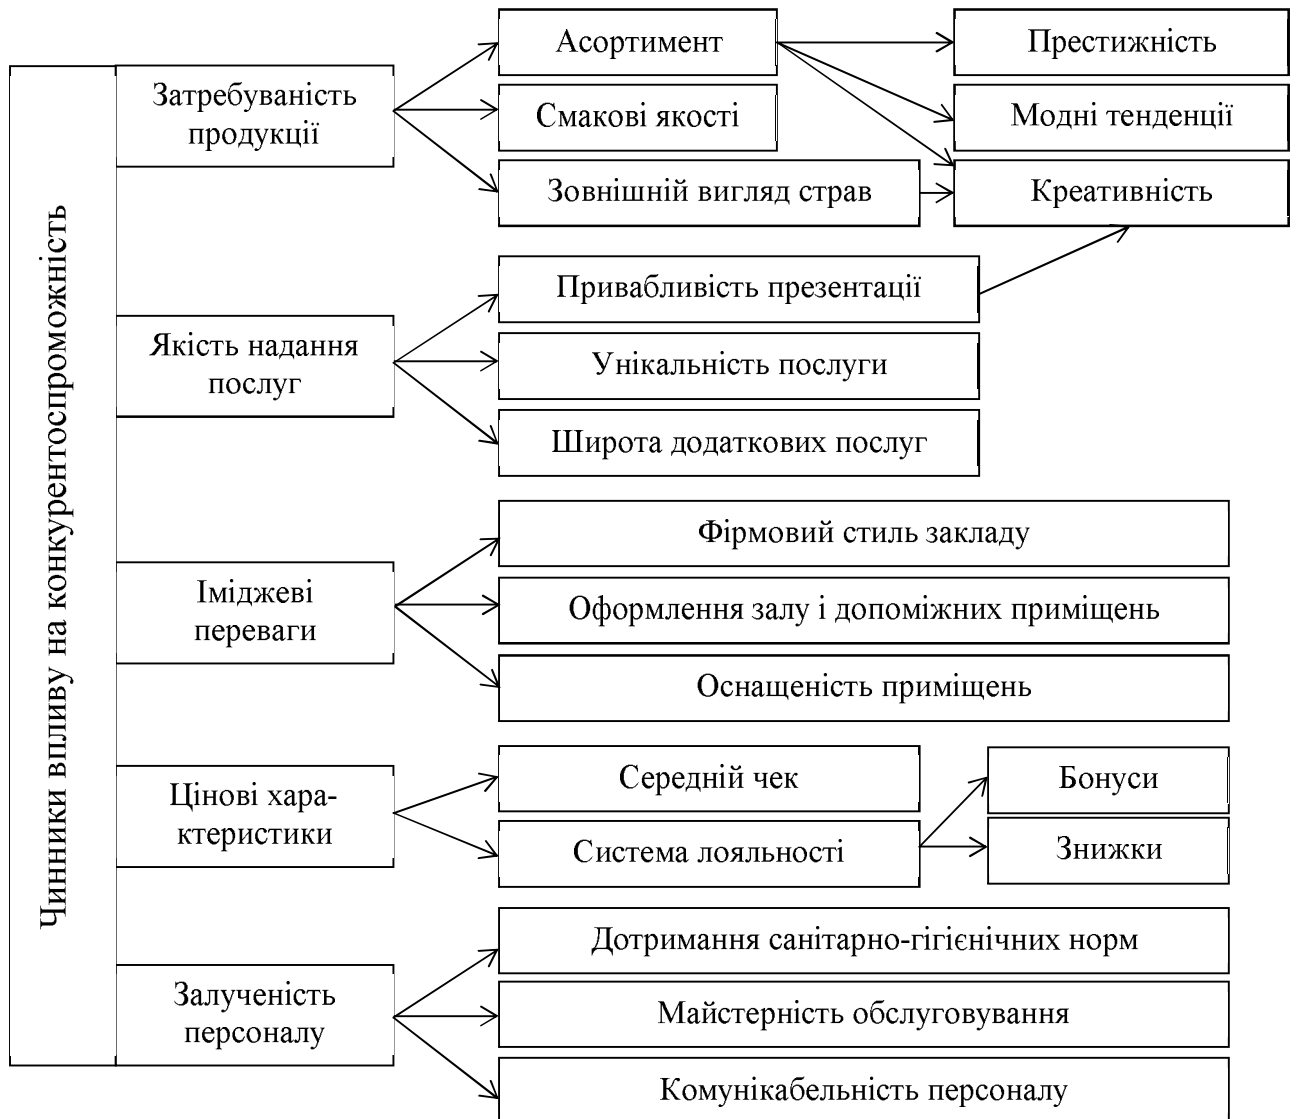 Чинники впливу на конкурентоспроможність
Затребуваність
продукції
Асортимент
Смакові якості
Зовнішній вигляд страв
Престижність
Модні тенденції
Креативність
Якість надання
послуг
Привабливість презентації
Унікальність послуги
Широта додаткових послуг
Іміджеві
переваги
Фірмовий стиль закладу
Оформлення залу і допоміжних приміщень
Оснащеність приміщень
Цінові хара-
ктеристики
Середній чек
Система лояльності
Бонуси
Знижки
Залученість
персоналу
Дотримання санітарно-гігієнічних норм
Майстерність обслуговування
Комунікабельність персоналу